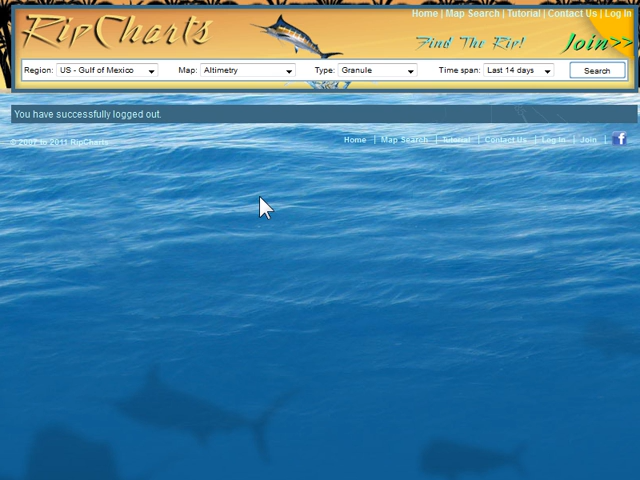 Home | Map Search | Tutorial | Contact Us | Log In
RipCharts
Find The Rip!
Join>>
Region: US - Gulf of Mexico Map: Altimetry Type: Granule Time span: Last 14 days Search
You have successfully logged out.
© 2007 to 2011 RipCharts
Home | Map Search | Tutorial | Contact Us | Log In | Join | f